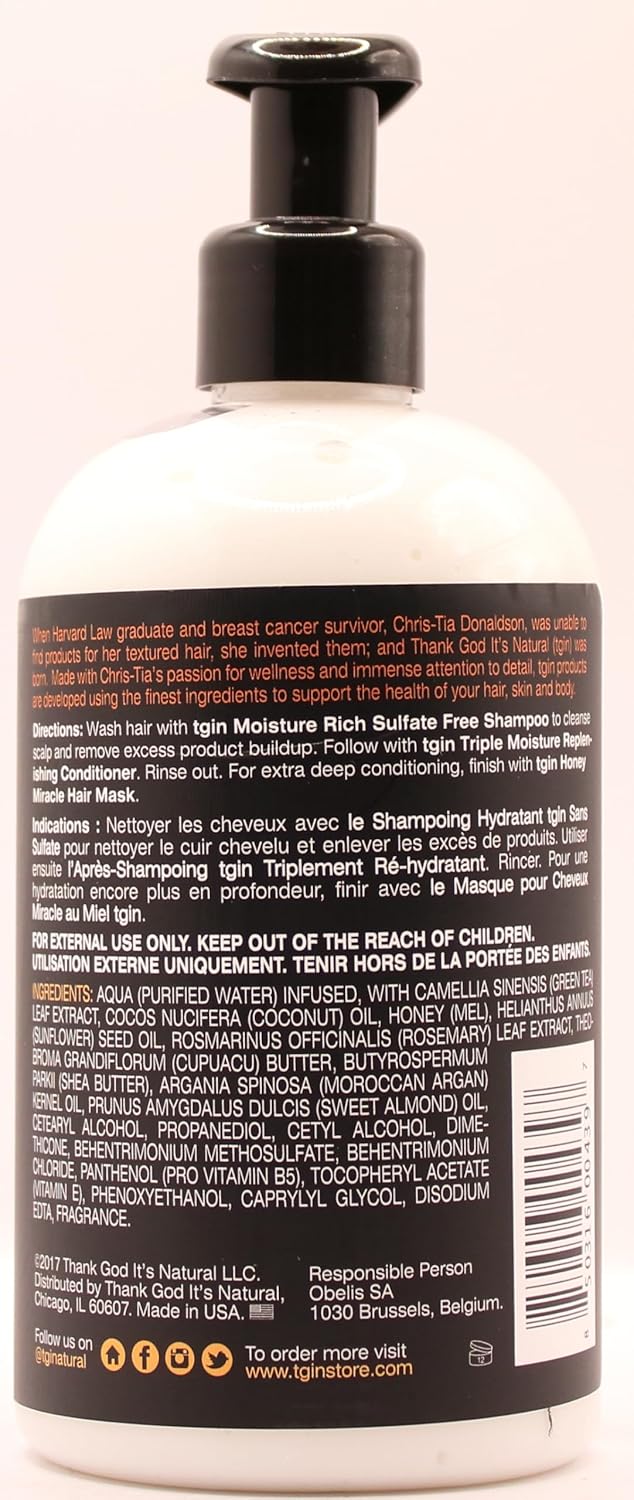 When Harvard Law graduate and breast cancer survivor, Chris-Tia Donaldson, was unable to
find products for her textured hair, she invented them; and Thank God It's Natural (tgin) was
born. Made with Chris-Tia's passion for wellness and immense attention to detail, tgin products
are developed using the finest ingredients to support the health of your hair, skin and body.
Directions: Wash hair with tgin Moisture Rich Sulfate Free Shampoo to cleanse
scalp and remove excess product buildup. Follow with tgin Triple Moisture Replen-
ishing Conditioner. Rinse out. For extra deep conditioning, finish with tgin Honey
Miracle Hair Mask.
Indications : Nettoyer les cheveux avec le Shampoing Hydratant tgin Sans
Sulfate pour nettoyer le cuir chevelu et enlever les excés de produits. Utiliser
ensuite l'Après-Shampoing tgin Triplement Ré-hydratant. Rincer. Pour une
hydratation encore plus en profondeur, finir avec le Masque pour Cheveux
Miracle au Miel tgin.
FOR EXTERNAL USE ONLY. KEEP OUT OF THE REACH OF CHILDREN.
UTILISATION EXTERNE UNIQUEMENT. TENIR HORS DE LA PORTÉE DES ENFANTS.
INGREDIENTS: AQUA (PURIFIED WATER) INFUSED, WITH CAMELLIA SINENSIS (GREEN TEA)
LEAF EXTRACT, COCOS NUCIFERA (COCONUT) OIL, HONEY (MEL), HELIANTHUS ANNUUS
(SUNFLOWER) SEED OIL, ROSMARINUS OFFICINALIS (ROSEMARY) LEAF EXTRACT, THEO-
BROMA GRANDIFLORUM (CUPUACU) BUTTER, BUTYROSPERMUM
PARKII (SHEA BUTTER), ARGANIA SPINOSA (MOROCCAN ARGAN)
KERNEL OIL, PRUNUS AMYGDALUS DULCIS (SWEET ALMOND) OIL,
CETEARYL ALCOHOL, PROPANEDIOL, CETYL ALCOHOL, DIME-
THICONE, BEHENTRIMONIUM METHOSULFATE, BEHENTRIMONIUM
CHLORIDE, PANTHENOL (PRO VITAMIN B5), TOCOPHERYL ACETATE
(VITAMIN E), PHENOXYETHANOL, CAPRYLYL GLYCOL, DISODIUM
EDTA, FRAGRANCE.
8 50316 00439 7
©2017 Thank God It's Natural LLC.
Distributed by Thank God It's Natural,
Chicago, IL 60607. Made in USA.
Responsible Person
Obelis SA
1030 Brussels, Belgium.
Follow us on
@tginatural
To order more visit
www.tginstore.com
12